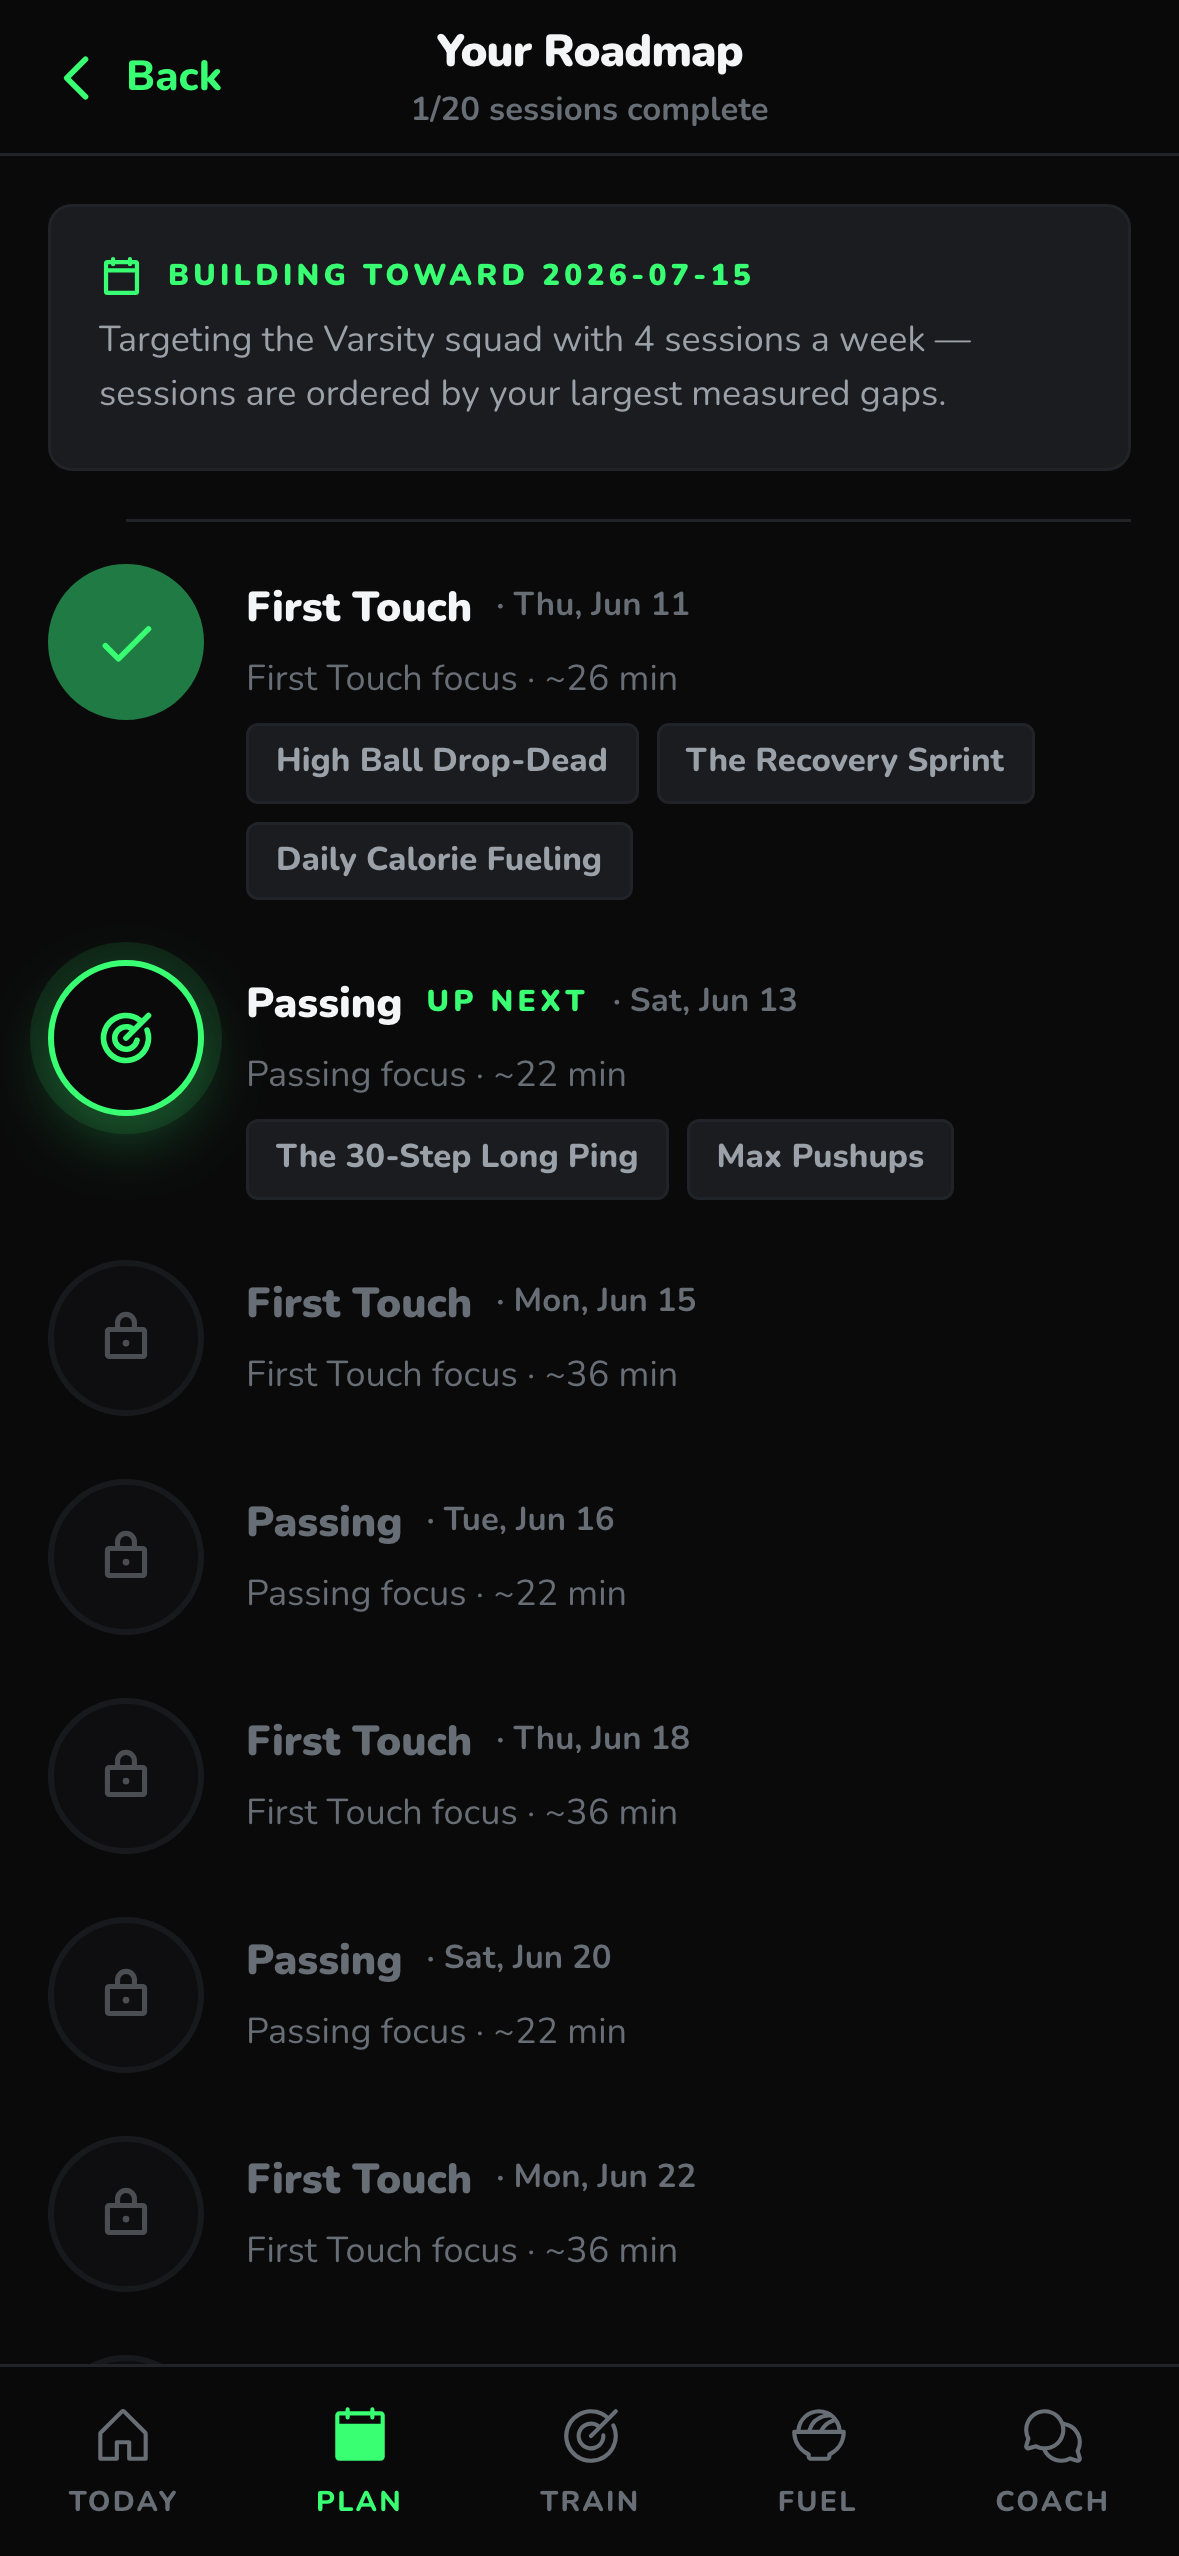 Back
Your Roadmap
1/20 sessions complete
BUILDING TOWARD 2026-07-15
Targeting the Varsity squad with 4 sessions a week —
sessions are ordered by your largest measured gaps.
First Touch · Thu, Jun 11
First Touch focus · ~26 min
High Ball Drop-Dead The Recovery Sprint
Daily Calorie Fueling
Passing UP NEXT · Sat, Jun 13
Passing focus · ~22 min
The 30-Step Long Ping Max Pushups
First Touch · Mon, Jun 15
First Touch focus · ~36 min
Passing · Tue, Jun 16
Passing focus · ~22 min
First Touch · Thu, Jun 18
First Touch focus · ~36 min
Passing · Sat, Jun 20
Passing focus · ~22 min
First Touch · Mon, Jun 22
First Touch focus · ~36 min
TODAY PLAN TRAIN FUEL COACH